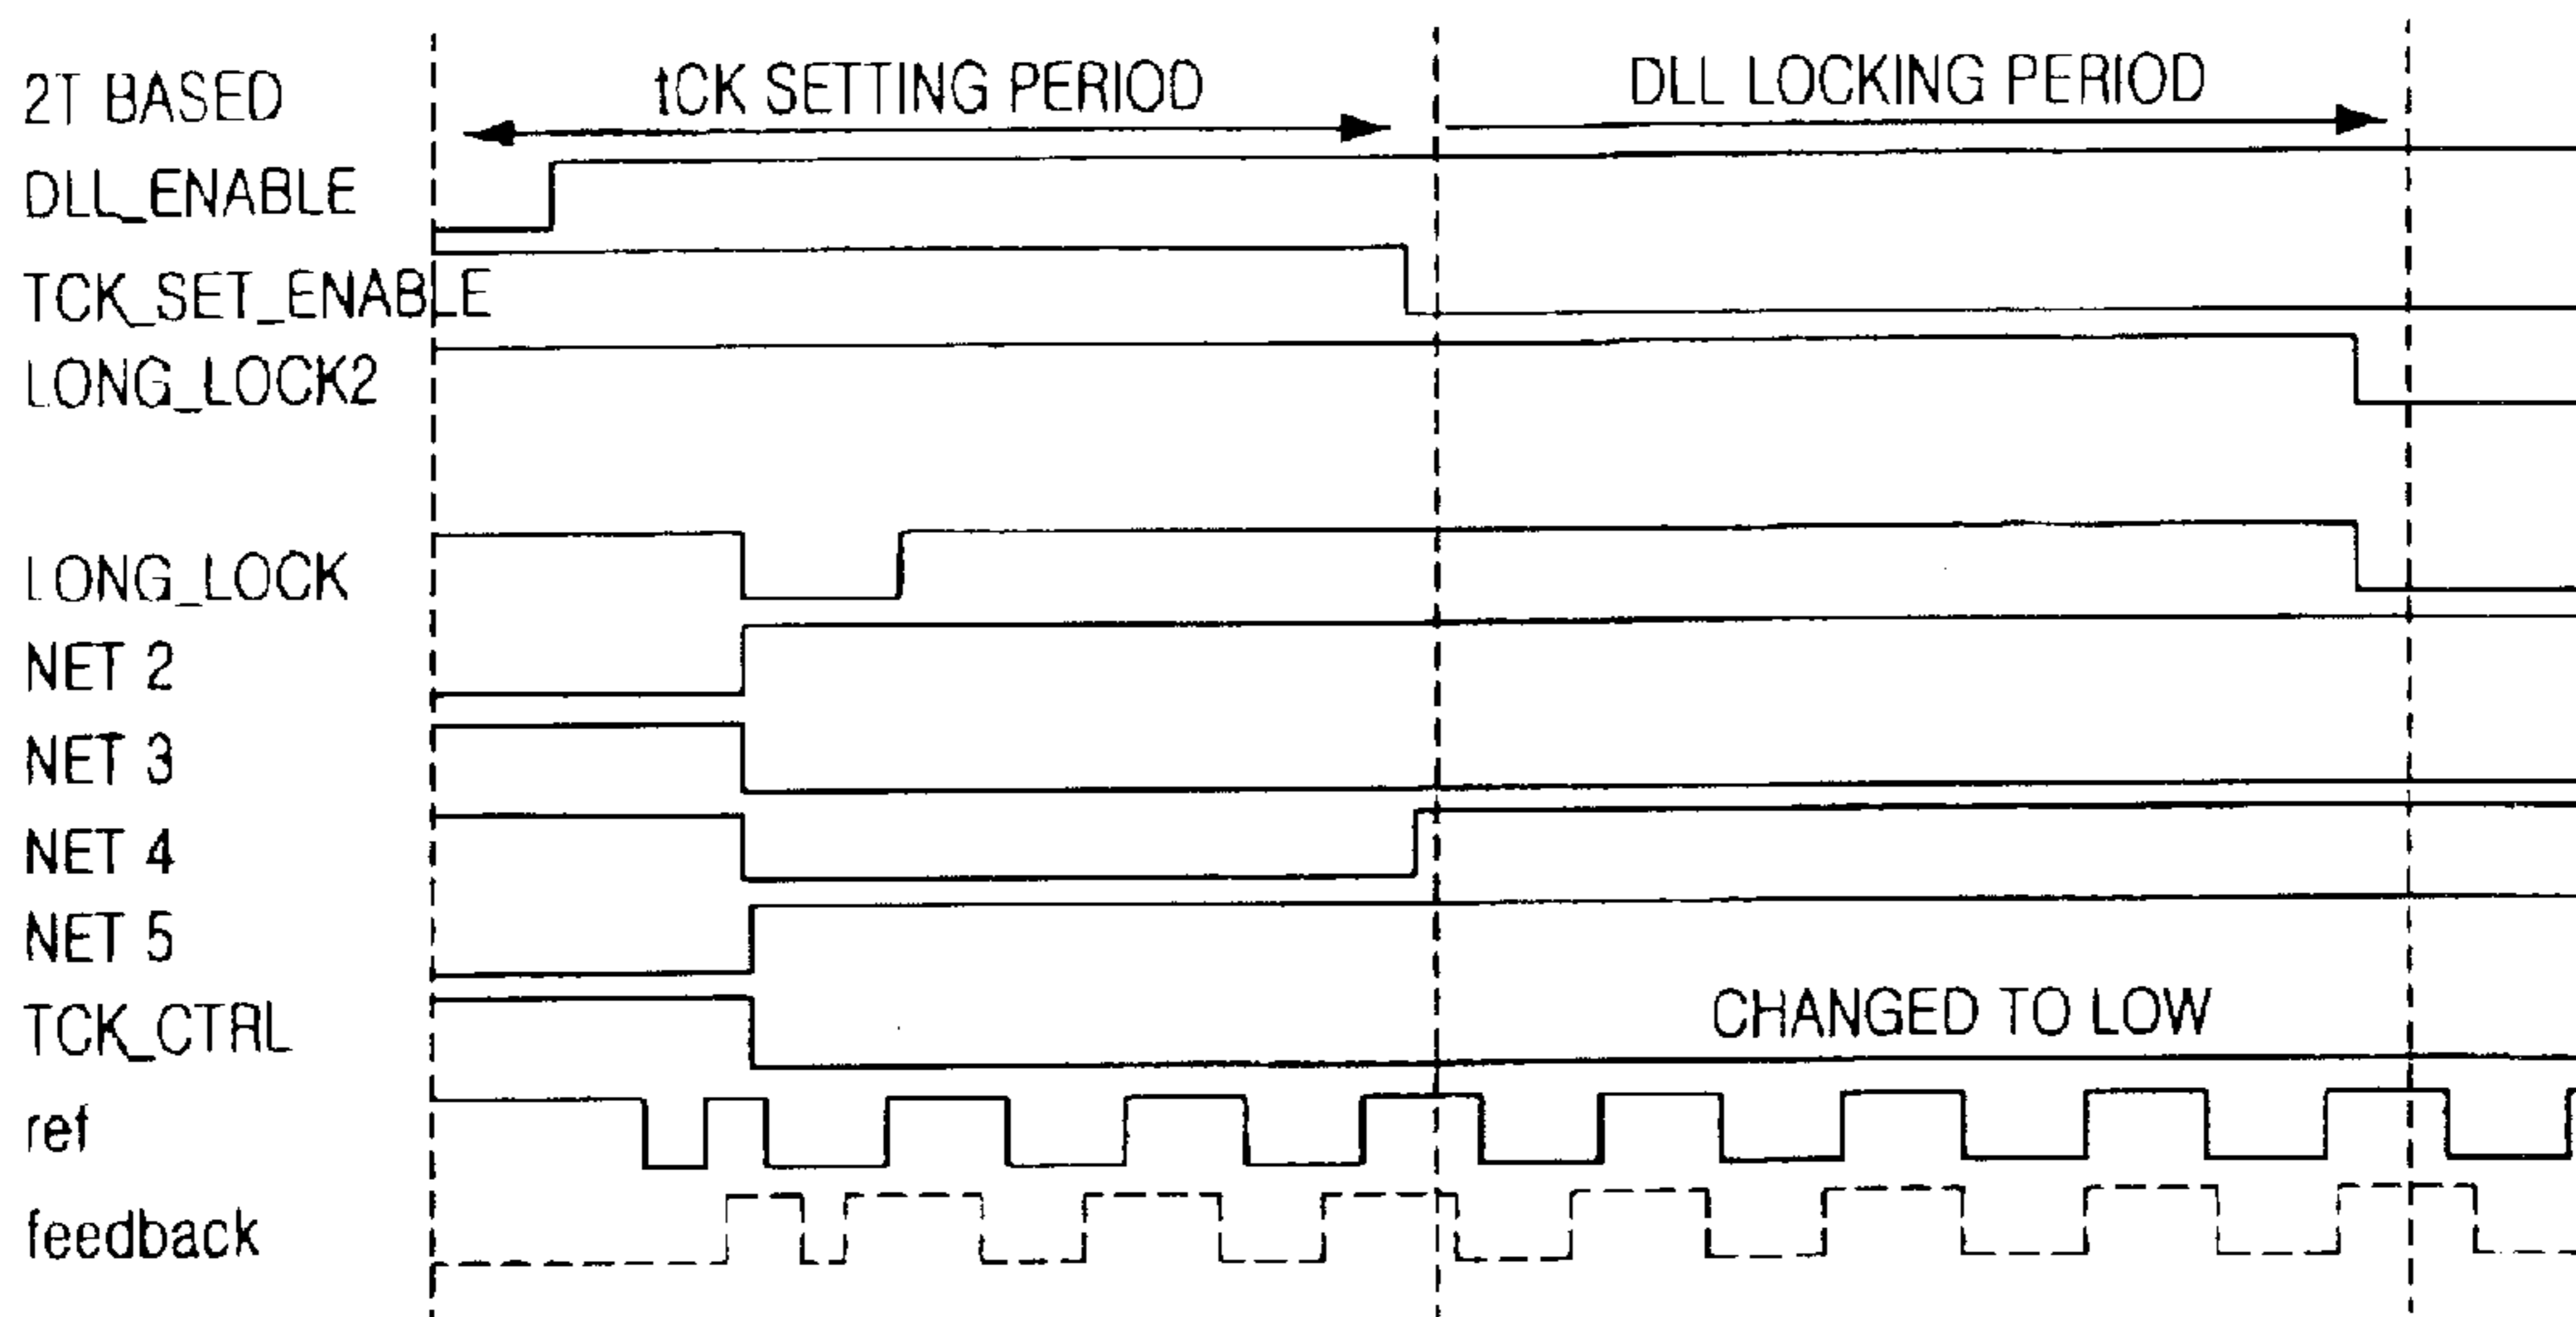 2T BASED
tCK SETTING PERIOD
DLL LOCKING PERIOD
DLL_ENABLE
TCK_SET_ENABLE
LONG_LOCK2
LONG_LOCK
NET 2
NET 3
NET 4
NET 5
TCK_CTRL
CHANGED TO LOW
ref
feedback